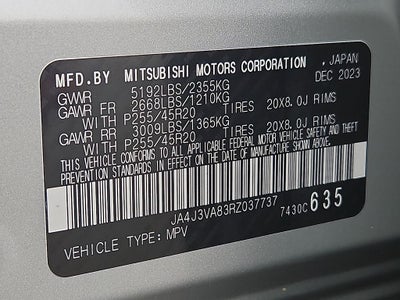 MFD.BY MITSUBISHI MOTORS CORPORATION , JAPAN
GVWR 5192LBS/2355KG DEC 2023
GAWR FR 2668LBS/1210KG
WITH P255/45R20 TIRES 20X8.0J RIMS
GAWR RR 3009LBS/1365KG
WITH P255/45R20 TIRES 20X8.0J RIMS
THIS VEHICLE CONFORMS TO ALL APPLICABLE FEDERAL MOTOR VEHICLE SAFETY AND THEFT
PREVENTION STANDARDS IN EFFECT ON THE DATE OF MANUFACTURE SHOWN ABOVE.
JA4J3VA83RZ037737
7430C 635
VEHICLE TYPE: MPV